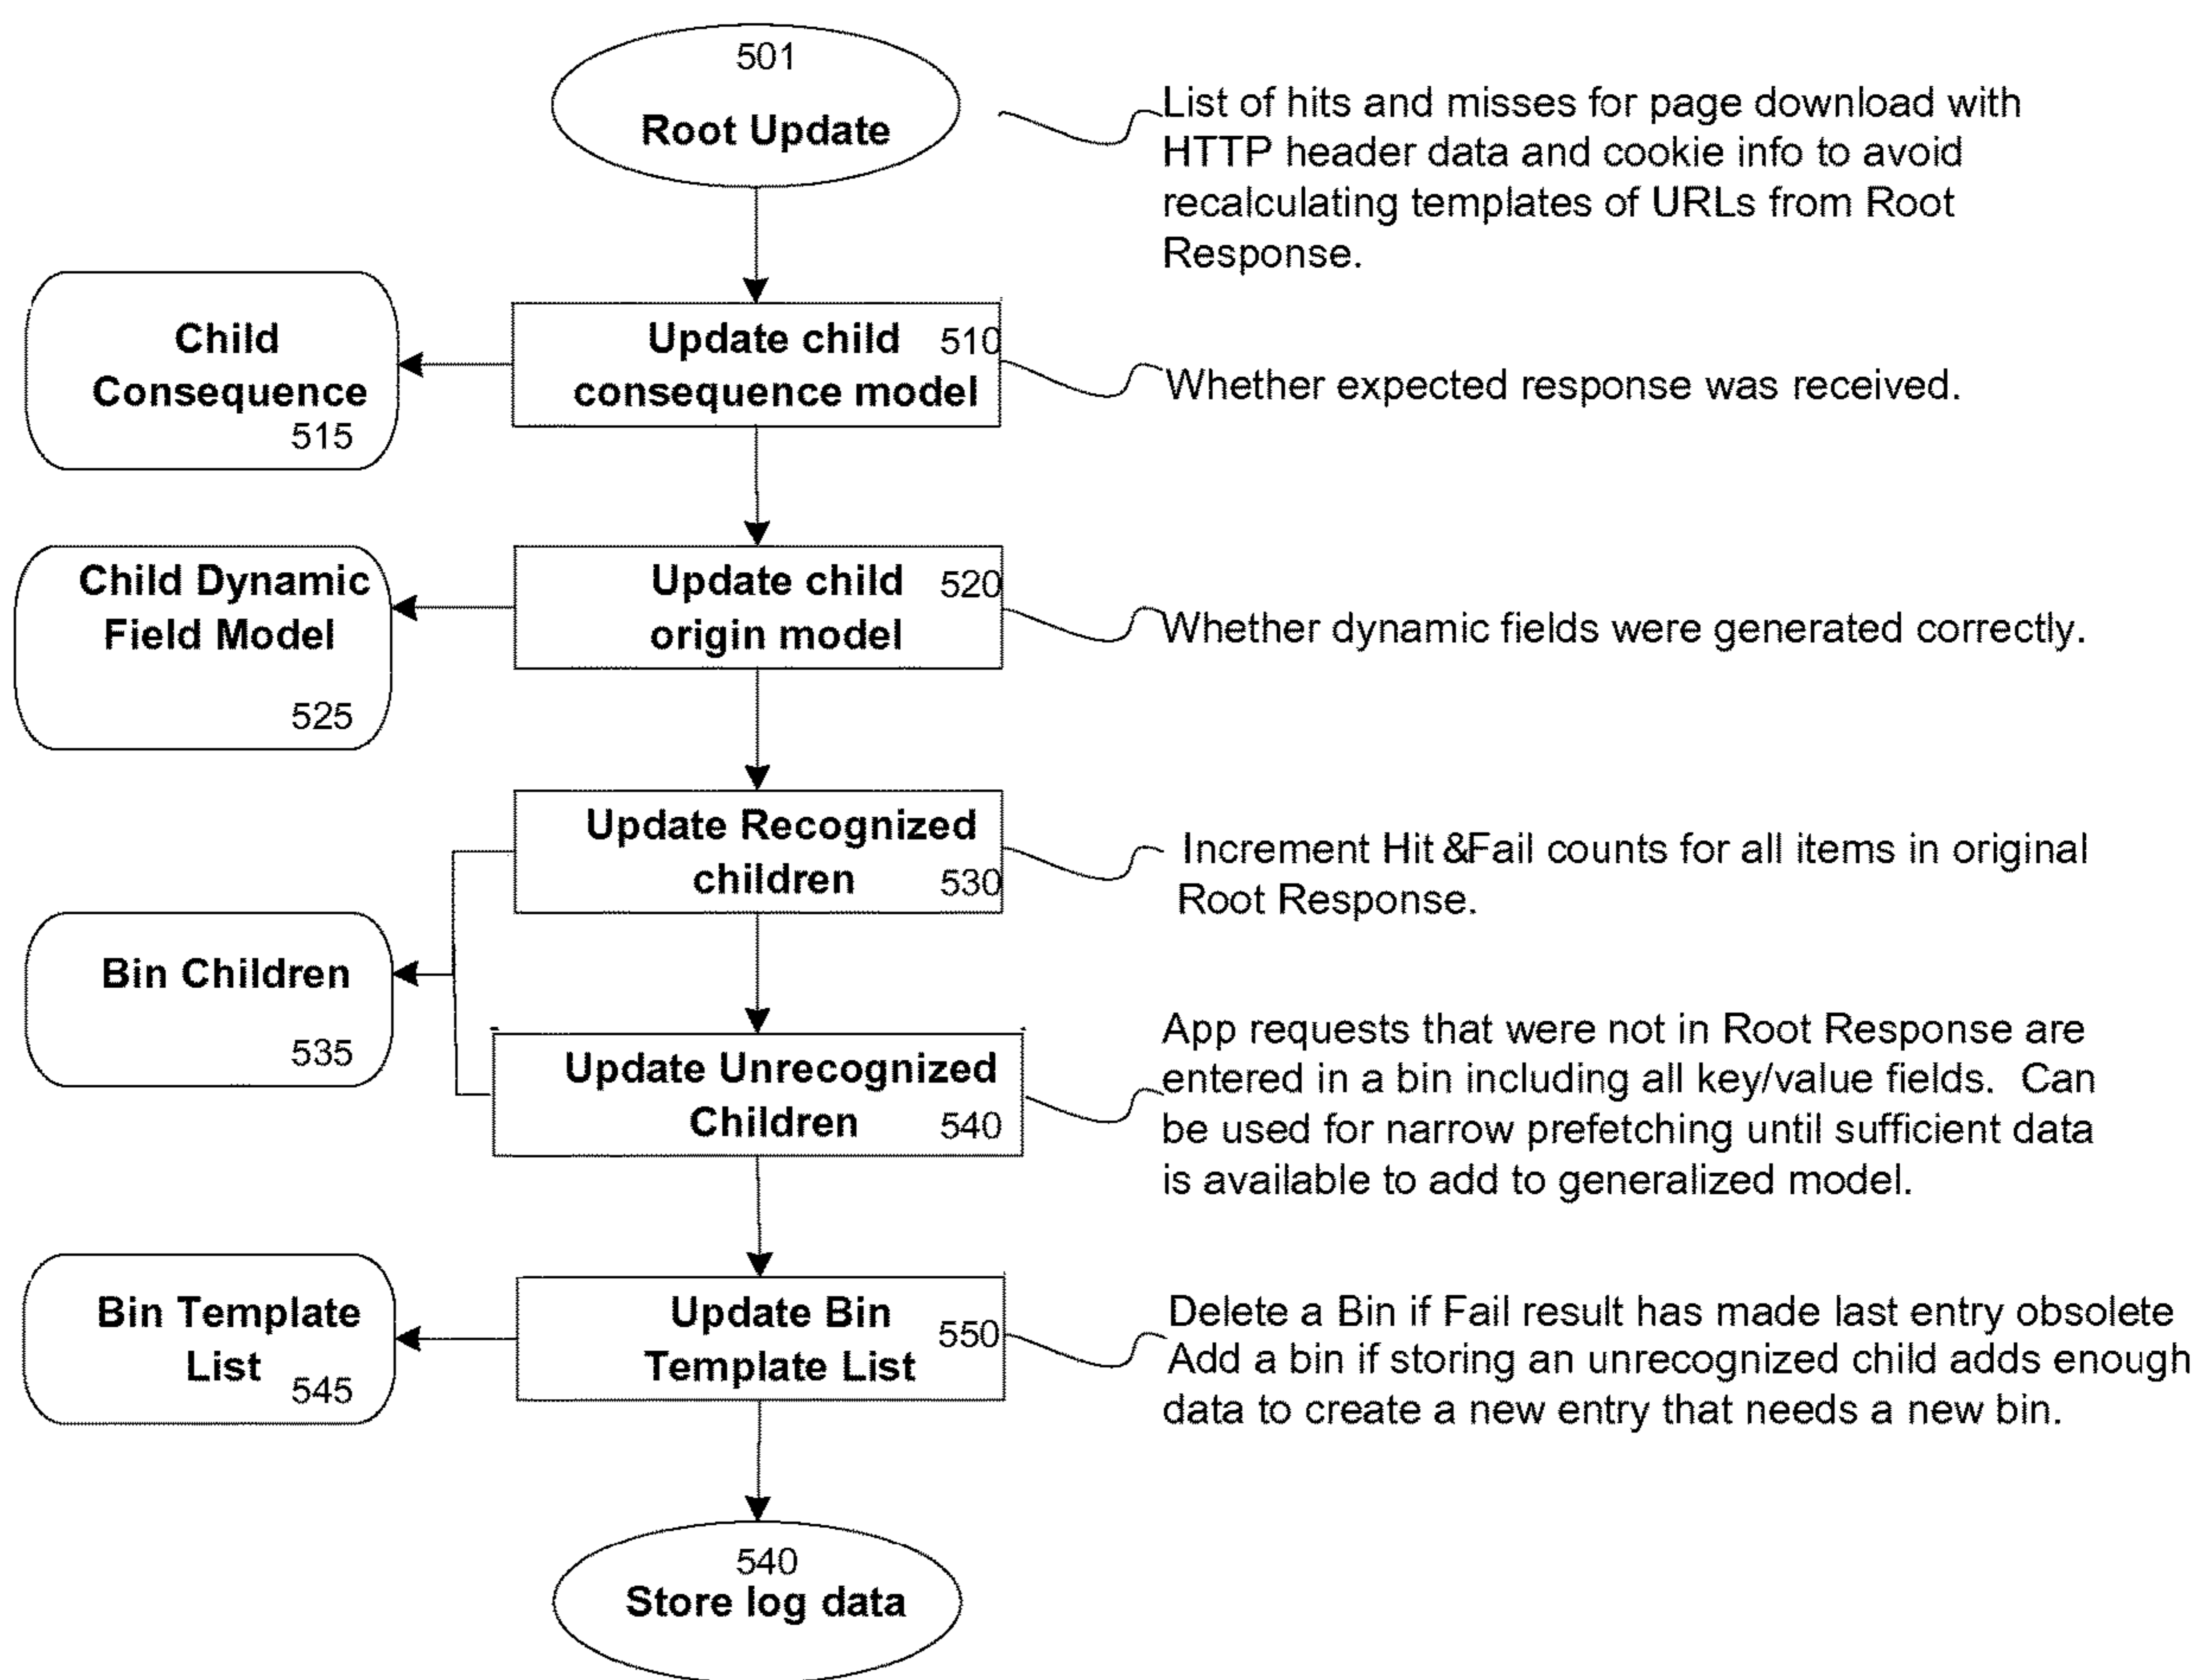 501
Root Update
List of hits and misses for page download with
HTTP header data and cookie info to avoid
recalculating templates of URLs from Root
Response.
Child
Consequence
515
Update child
consequence model
510
Whether expected response was received.
Child Dynamic
Field Model
525
Update child
origin model
520
Whether dynamic fields were generated correctly.
Update Recognized
children
530
Increment Hit &Fail counts for all items in original
Root Response.
Bin Children
535
Update Unrecognized
Children
540
App requests that were not in Root Response are
entered in a bin including all key/value fields.  Can
be used for narrow prefetching until sufficient data
is available to add to generalized model.
Bin Template
List
545
Update Bin
Template List
550
Delete a Bin if Fail result has made last entry obsolete
Add a bin if storing an unrecognized child adds enough
data to create a new entry that needs a new bin.
540
Store log data